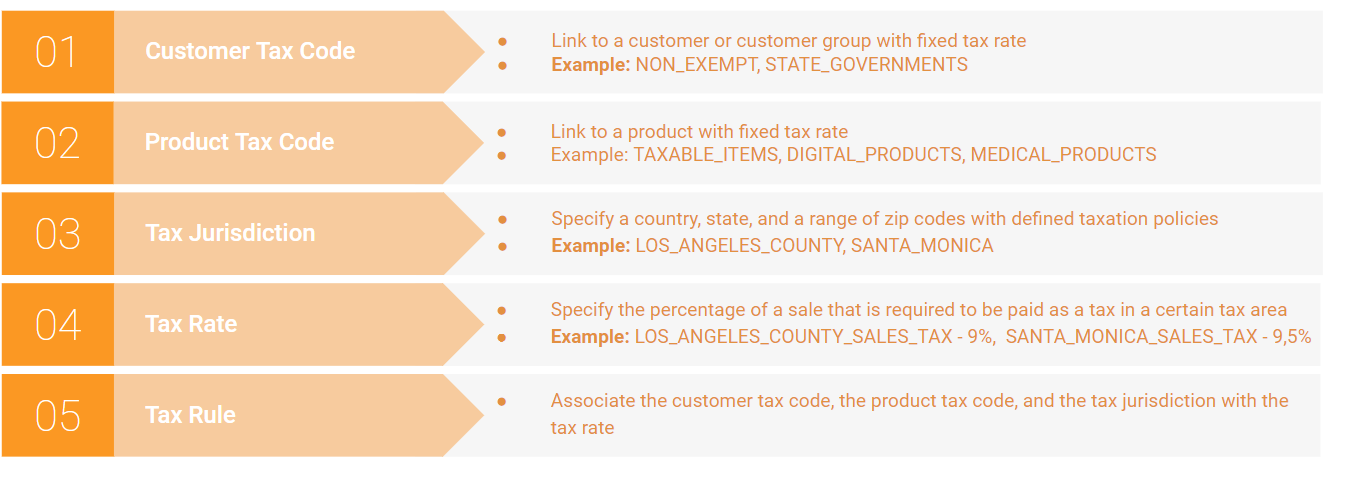 01
Customer Tax Code
● Link to a customer or customer group with fixed tax rate
● Example: NON_EXEMPT, STATE_GOVERNMENTS
02
Product Tax Code
● Link to a product with fixed tax rate
● Example: TAXABLE_ITEMS, DIGITAL_PRODUCTS, MEDICAL_PRODUCTS
03
Tax Jurisdiction
● Specify a country, state, and a range of zip codes with defined taxation policies
● Example: LOS_ANGELES_COUNTY, SANTA_MONICA
04
Tax Rate
● Specify the percentage of a sale that is required to be paid as a tax in a certain tax area
● Example: LOS_ANGELES_COUNTY_SALES_TAX - 9%, SANTA_MONICA_SALES_TAX - 9,5%
05
Tax Rule
● Associate the customer tax code, the product tax code, and the tax jurisdiction with the
tax rate